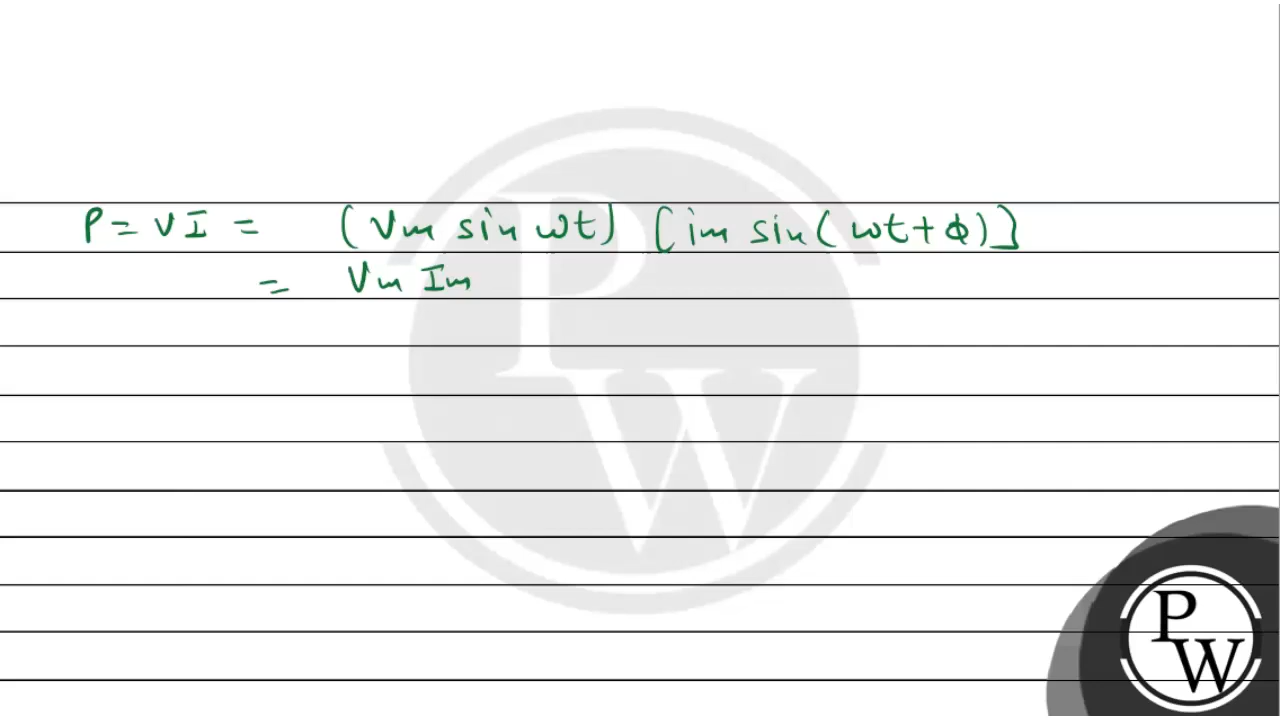 P = VI = (Vm sin ωt) [im sin(ωt + ϕ)]
= Vm Im
P
W
P
W